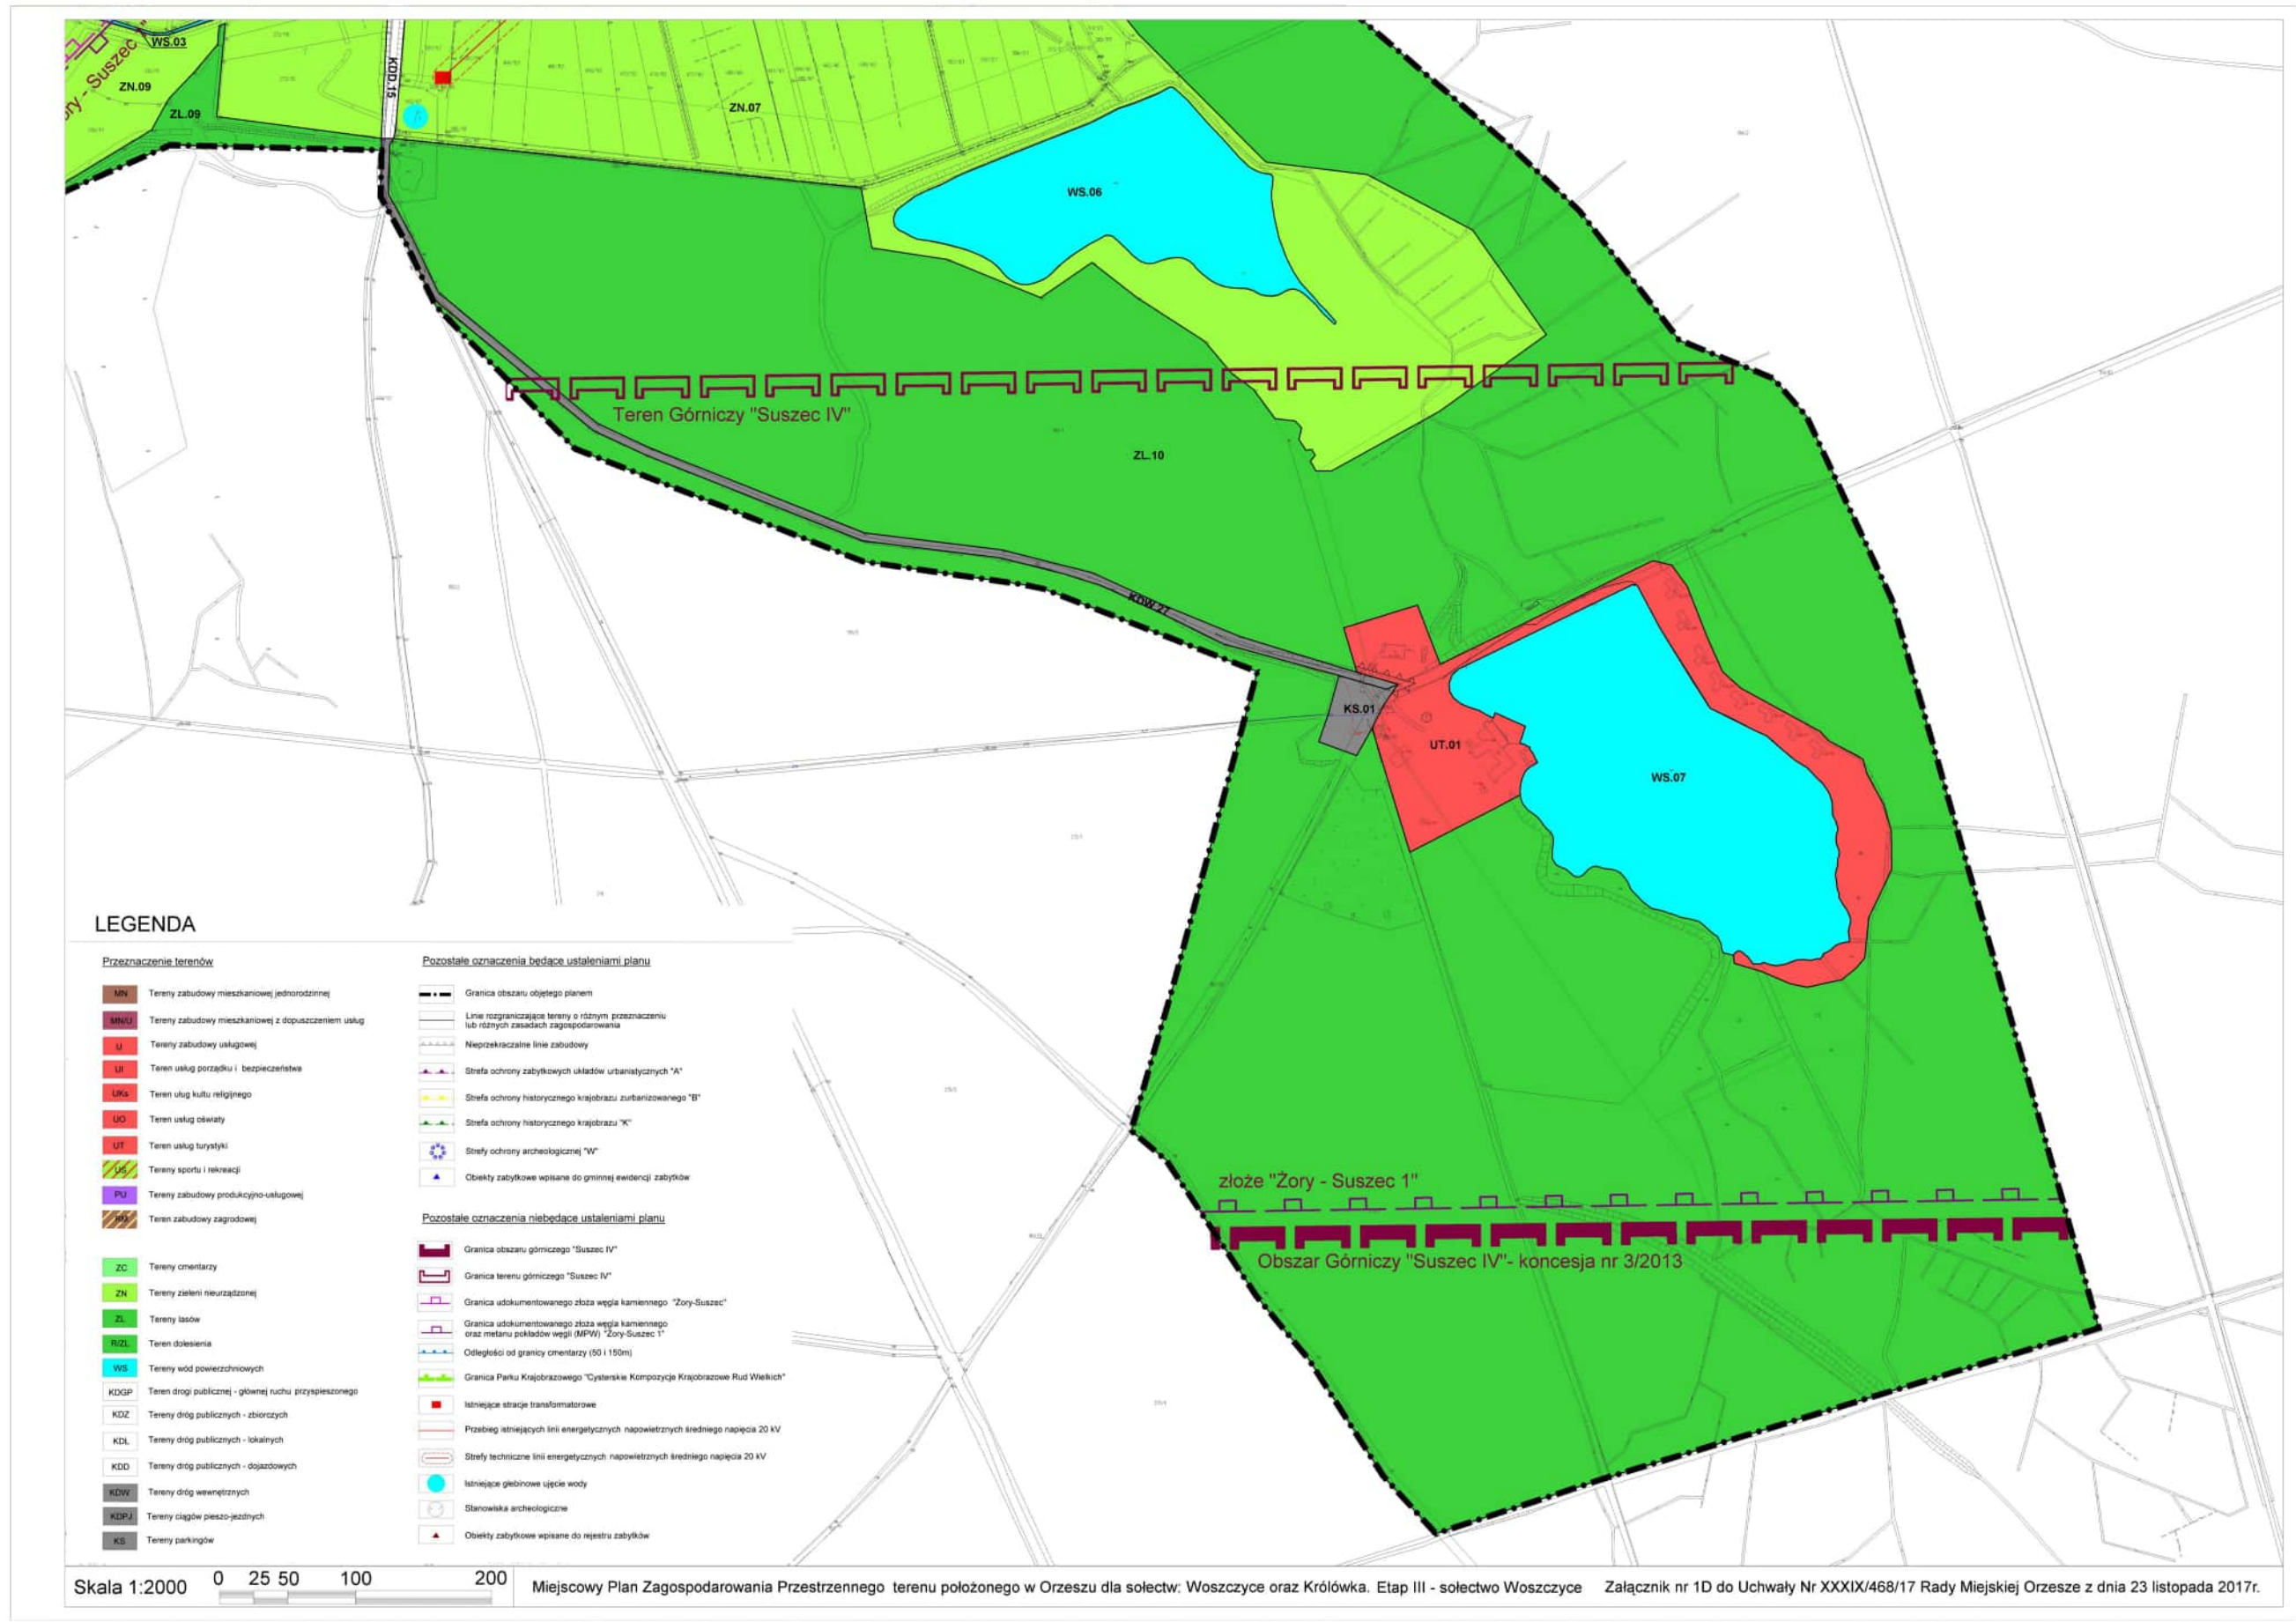 WS.03
ory - Suszec
ZN.09
ZL.09
KDD.15
ZN.07
WS.06
Teren Górniczy "Suszec IV"
ZL.10
KDW 27
KS.01
UT.01
WS.07
złoże "Żory - Suszec 1"
Obszar Górniczy "Suszec IV"- koncesja nr 3/2013
LEGENDA
Przeznaczenie terenów
MN Tereny zabudowy mieszkaniowej jednorodzinnej
MN/U Tereny zabudowy mieszkaniowej z dopuszczeniem usług
U Tereny zabudowy usługowej
UI Teren usług porządku i bezpieczeństwa
UKs Teren uług kultu religijnego
UO Teren usług oświaty
UT Teren usług turystyki
US Tereny sportu i rekreacji
PU Tereny zabudowy produkcyjno-usługowej
RM Teren zabudowy zagrodowej
ZC Tereny cmentarzy
ZN Tereny zieleni nieurządzonej
ZL Tereny lasów
R/ZL Teren dolesienia
WS Tereny wód powierzchniowych
KDGP Teren drogi publicznej - głównej ruchu przyspieszonego
KDZ Tereny dróg publicznych - zbiorczych
KDL Tereny dróg publicznych - lokalnych
KDD Tereny dróg publicznych - dojazdowych
KDW Tereny dróg wewnętrznych
KDPJ Tereny ciągów pieszo-jezdnych
KS Tereny parkingów
Pozostałe oznaczenia będące ustaleniami planu
Granica obszaru objętego planem
Linie rozgraniczające tereny o różnym przeznaczeniu
lub różnych zasadach zagospodarowania
Nieprzekraczalne linie zabudowy
Strefa ochrony zabytkowych układów urbanistycznych "A"
Strefa ochrony historycznego krajobrazu zurbanizowanego "B"
Strefa ochrony historycznego krajobrazu "K"
Strefy ochrony archeologicznej "W"
Obiekty zabytkowe wpisane do gminnej ewidencji zabytków
Pozostałe oznaczenia niebędące ustaleniami planu
Granica obszaru górniczego "Suszec IV"
Granica terenu górniczego "Suszec IV"
Granica udokumentowanego złoża węgla kamiennego "Żory-Suszec"
Granica udokumentowanego złoża węgla kamiennego
oraz metanu pokładów węgli (MPW) "Żory-Suszec 1"
Odległości od granicy cmentarzy (50 i 150m)
Granica Parku Krajobrazowego "Cysterskie Kompozycje Krajobrazowe Rud Wielkich"
Istniejące stracje transformatorowe
Przebieg istniejących linii energetycznych napowietrznych średniego napięcia 20 kV
Strefy techniczne linii energetycznych napowietrznych średniego napięcia 20 kV
Istniejące głebinowe ujęcie wody
Stanowiska archeologiczne
Obiekty zabytkowe wpisane do rejestru zabytków
Skala 1:2000
0 25 50 100 200
Miejscowy Plan Zagospodarowania Przestrzennego terenu położonego w Orzeszu dla sołectw: Woszczyce oraz Królówka. Etap III - sołectwo Woszczyce
Załącznik nr 1D do Uchwały Nr XXXIX/468/17 Rady Miejskiej Orzesze z dnia 23 listopada 2017r.